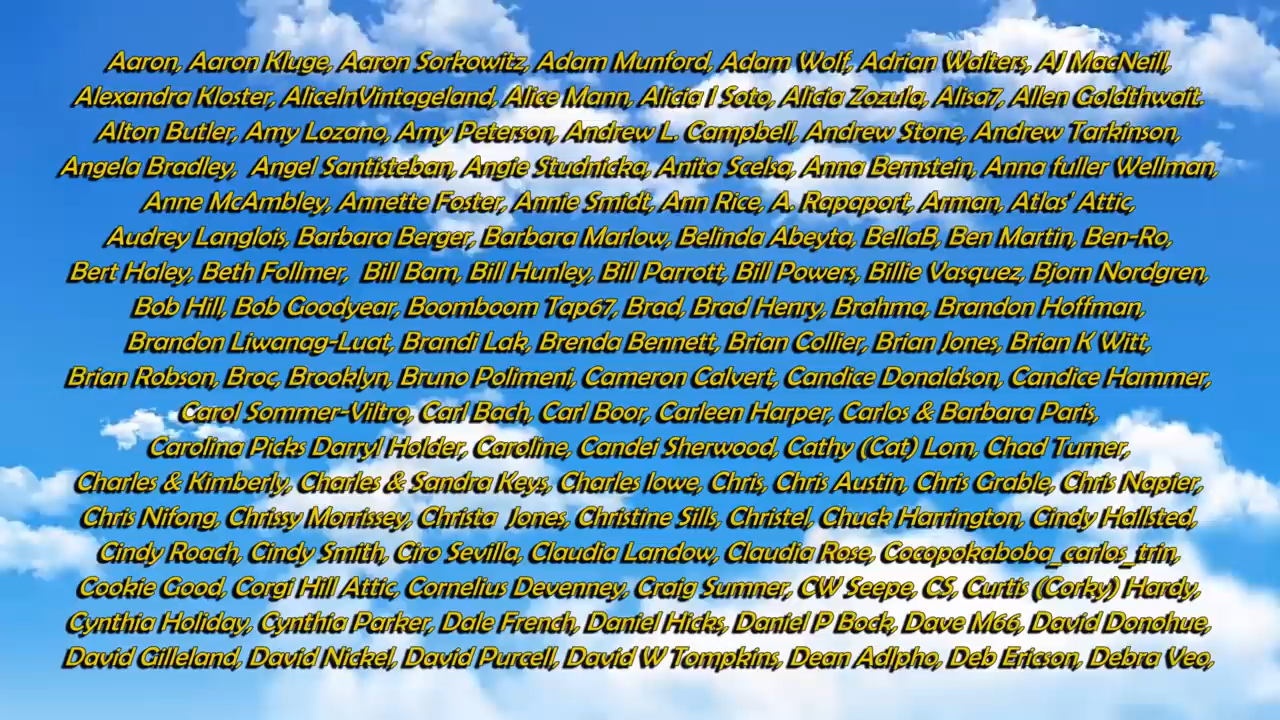 Aaron, Aaron Kluge, Aaron Sorkowitz, Adam Munford, Adam Wolf, Adrian Walters, AJ MacNeill,
Alexandra Kloster, AliceInVintageland, Alice Mann, Alicia I Soto, Alicia Zozula, Alisa7, Allen Goldthwait.
Alton Butler, Amy Lozano, Amy Peterson, Andrew L. Campbell, Andrew Stone, Andrew Tarkinson,
Angela Bradley,  Angel Santisteban, Angie Studnicka, Anita Scelsa, Anna Bernstein, Anna fuller Wellman,
Anne McAmbley, Annette Foster, Annie Smidt, Ann Rice, A. Rapaport, Arman, Atlas' Attic,
Audrey Langlois, Barbara Berger, Barbara Marlow, Belinda Abeyta, BellaB, Ben Martin, Ben-Ro,
Bert Haley, Beth Follmer,  Bill Bam, Bill Hunley, Bill Parrott, Bill Powers, Billie Vasquez, Bjorn Nordgren,
Bob Hill, Bob Goodyear, Boomboom Tap67, Brad, Brad Henry, Brahma, Brandon Hoffman,
Brandon Liwanag-Luat, Brandi Lak, Brenda Bennett, Brian Collier, Brian Jones, Brian K Witt,
Brian Robson, Broc, Brooklyn, Bruno Polimeni, Cameron Calvert, Candice Donaldson, Candice Hammer,
Carol Sommer-Viltro, Carl Bach, Carl Boor, Carleen Harper, Carlos & Barbara Paris,
Carolina Picks Darryl Holder, Caroline, Candei Sherwood, Cathy (Cat) Lom, Chad Turner,
Charles & Kimberly, Charles & Sandra Keys, Charles lowe, Chris, Chris Austin, Chris Grable, Chris Napier,
Chris Nifong, Chrissy Morrissey, Christa  Jones, Christine Sills, Christel, Chuck Harrington, Cindy Hallsted,
Cindy Roach, Cindy Smith, Ciro Sevilla, Claudia Landow, Claudia Rose, Cocopokaboba_carlos_trin,
Cookie Good, Corgi Hill Attic, Cornelius Devenney, Craig Sumner, CW Seepe, CS, Curtis (Corky) Hardy,
Cynthia Holiday, Cynthia Parker, Dale French, Daniel Hicks, Daniel P Bock, Dave M66, David Donohue,
David Gilleland, David Nickel, David Purcell, David W Tompkins, Dean Adlpho, Deb Ericson, Debra Veo,